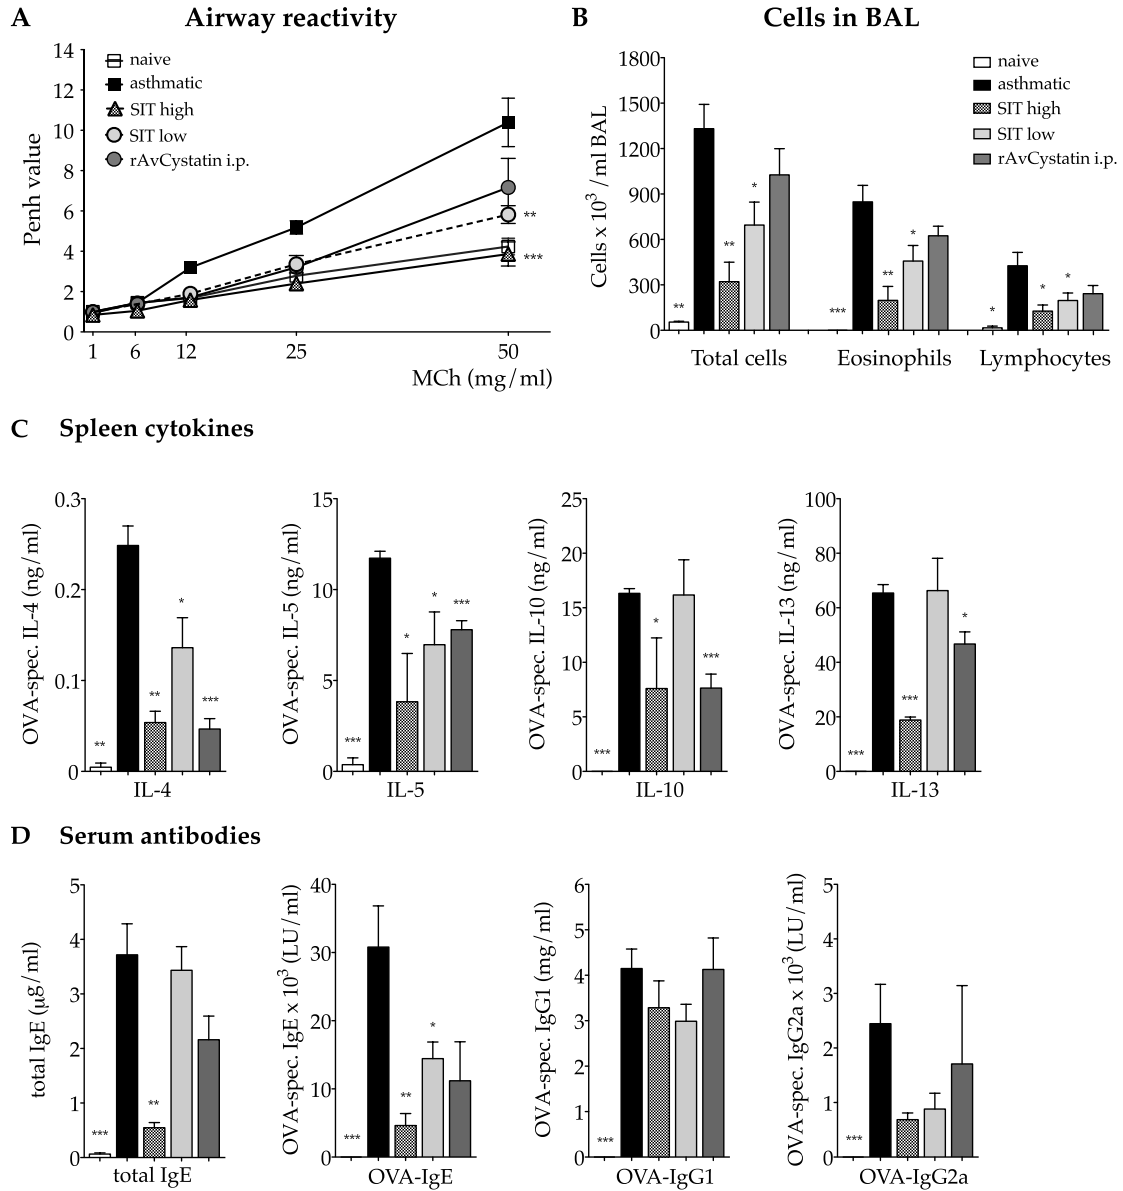 A Airway reactivity
14
12
10
8
6
4
2
0
Penh value
naive
asthmatic
SIT high
SIT low
rAvCystatin i.p.
**
***
1 6 12 25 50
MCh (mg/ml)
B Cells in BAL
1800
1500
1200
900
600
300
0
Cells x 10³ /ml BAL
naive
asthmatic
SIT high
SIT low
rAvCystatin i.p.
** ** *
*** ** *
* * *
Total cells Eosinophils Lymphocytes
C Spleen cytokines
0.3
0.2
0.1
0
OVA-spec. IL-4 (ng/ml)
** ** * ***
IL-4
15
10
5
0
OVA-spec. IL-5 (ng/ml)
*** * * ***
IL-5
25
20
15
10
5
0
OVA-spec. IL-10 (ng/ml)
*** * ***
IL-10
100
80
60
40
20
0
OVA-spec. IL-13 (ng/ml)
*** *** *
IL-13
D Serum antibodies
5
4
3
2
1
0
total IgE (µg/ml)
*** **
total IgE
40
30
20
10
0
OVA-spec. IgE x 10³ (LU/ml)
*** ** *
OVA-IgE
6
5
4
3
2
1
0
OVA-spec. IgG1 (mg/ml)
***
OVA-IgG1
5
4
3
2
1
0
OVA-spec. IgG2a x 10³ (LU/ml)
***
OVA-IgG2a